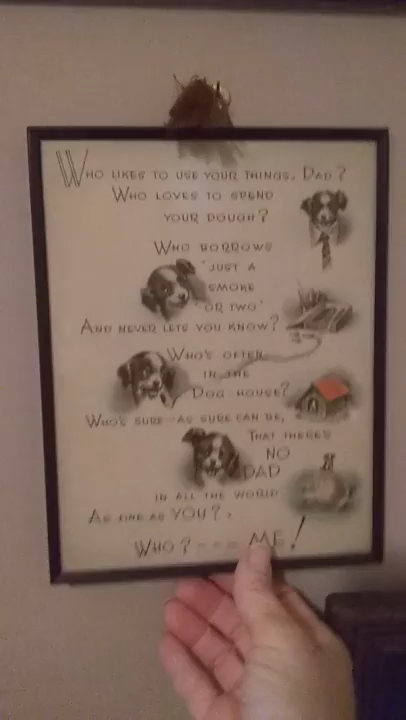 WHO LIKES TO USE YOUR THINGS, DAD?
WHO LOVES TO SPEND
YOUR DOUGH?
WHO BORROWS
"JUST A
SMOKE
OR TWO"
AND NEVER LETS YOU KNOW?
WHO'S OFTEN
IN THE
DOG-HOUSE?
WHO'S SURE—AS SURE CAN BE,
THAT THERE'S
NO
DAD
IN ALL THE WORLD
AS FINE AS YOU?,
WHO? --- ME!